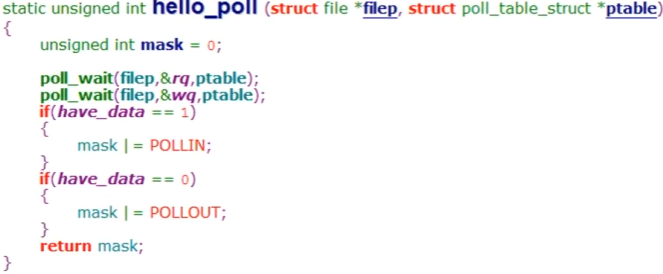 static unsigned int hello_poll (struct file *filep, struct poll_table_struct *ptable)
{
unsigned int mask = 0;
poll_wait(filep,&rq,ptable);
poll_wait(filep,&wq,ptable);
if(have_data == 1)
{
mask |= POLLIN;
}
if(have_data == 0)
{
mask |= POLLOUT;
}
return mask;
}